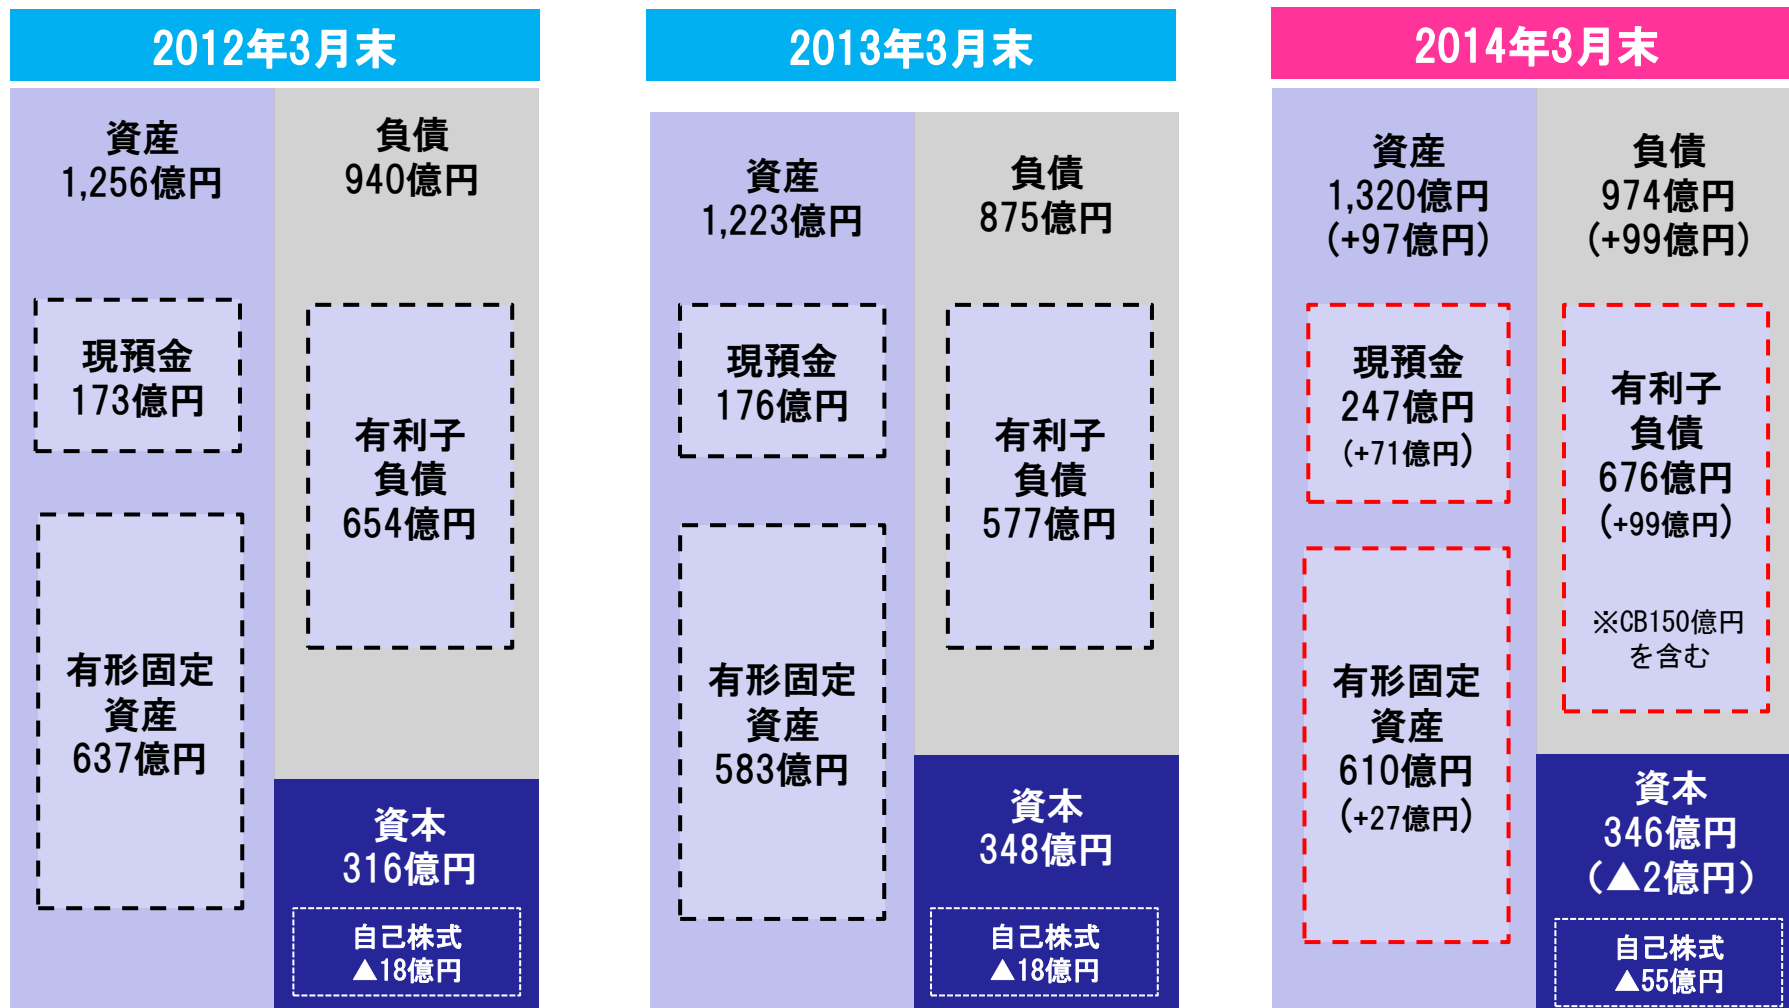 2012年3月末
資産
1,256億円
現預金
173億円
有形固定
資産
637億円
負債
940億円
有利子
負債
654億円
資本
316億円
自己株式
▲18億円
2013年3月末
資産
1,223億円
現預金
176億円
有形固定
資産
583億円
負債
875億円
有利子
負債
577億円
資本
348億円
自己株式
▲18億円
2014年3月末
資産
1,320億円
(+97億円)
現預金
247億円
(+71億円)
有形固定
資産
610億円
(+27億円)
負債
974億円
(+99億円)
有利子
負債
676億円
(+99億円)
※CB150億円
を含む
資本
346億円
(▲2億円)
自己株式
▲55億円